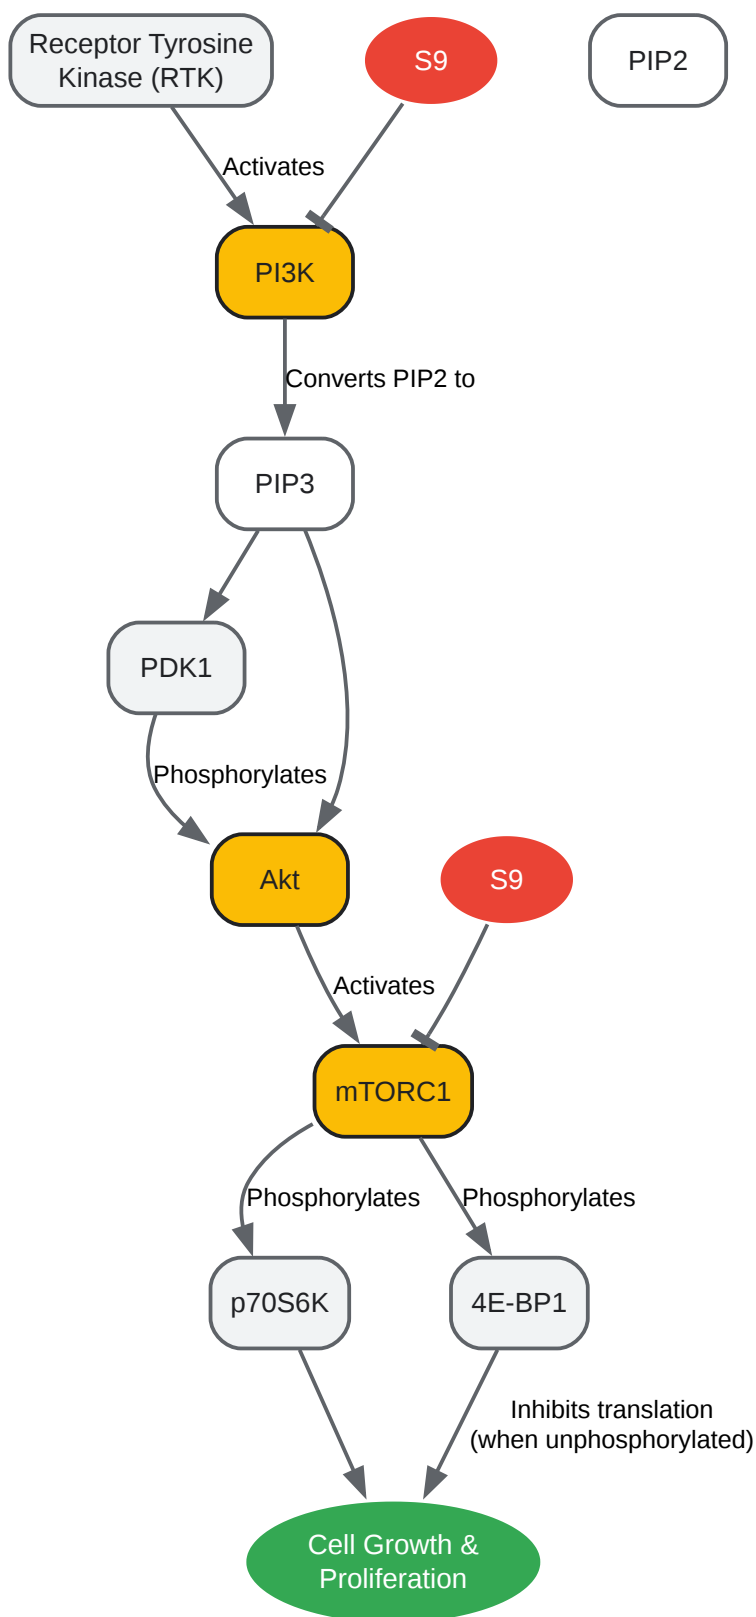 Receptor Tyrosine
Kinase (RTK)
S9
PIP2
Activates
PI3K
Converts PIP2 to
PIP3
PDK1
Phosphorylates
Akt
S9
Activates
mTORC1
Phosphorylates
Phosphorylates
p70S6K
4E-BP1
Inhibits translation
(when unphosphorylated)
Cell Growth &
Proliferation